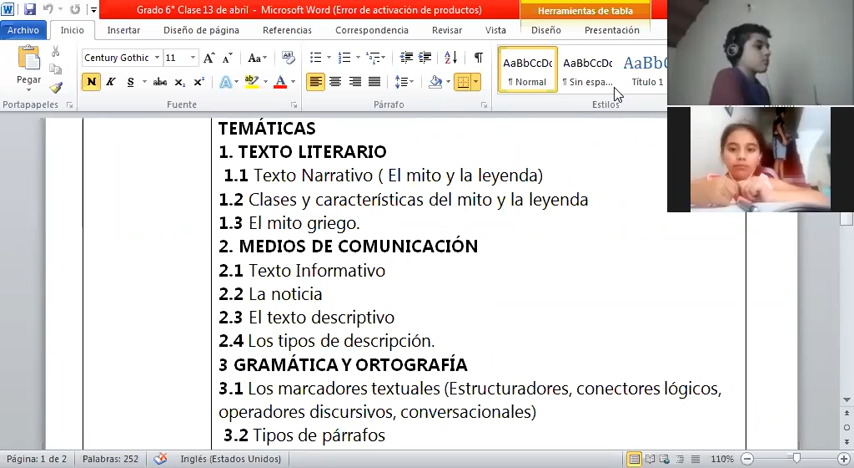 Grado 6° Clase 13 de abril - Microsoft Word (Error de activación de productos)
Herramientas de tabla
Archivo Inicio Insertar Diseño de página Referencias Correspondencia Revisar Vista Diseño Presentación
Pegar
Century Gothic 11 A A Aa
N K S abc x₂ x² A ab A
AaBbCcDc AaBbCcDc AaBbC
¶ Normal ¶ Sin espa... Título 1
Portapapeles Fuente Párrafo Estilos
TEMÁTICAS
1. TEXTO LITERARIO
1.1 Texto Narrativo ( El mito y la leyenda)
1.2 Clases y características del mito y la leyenda
1.3 El mito griego.
2. MEDIOS DE COMUNICACIÓN
2.1 Texto Informativo
2.2 La noticia
2.3 El texto descriptivo
2.4 Los tipos de descripción.
3 GRAMÁTICA Y ORTOGRAFÍA
3.1 Los marcadores textuales (Estructuradores, conectores lógicos,
operadores discursivos, conversacionales)
3.2 Tipos de párrafos
Página: 1 de 2 Palabras: 252 Inglés (Estados Unidos) 110%